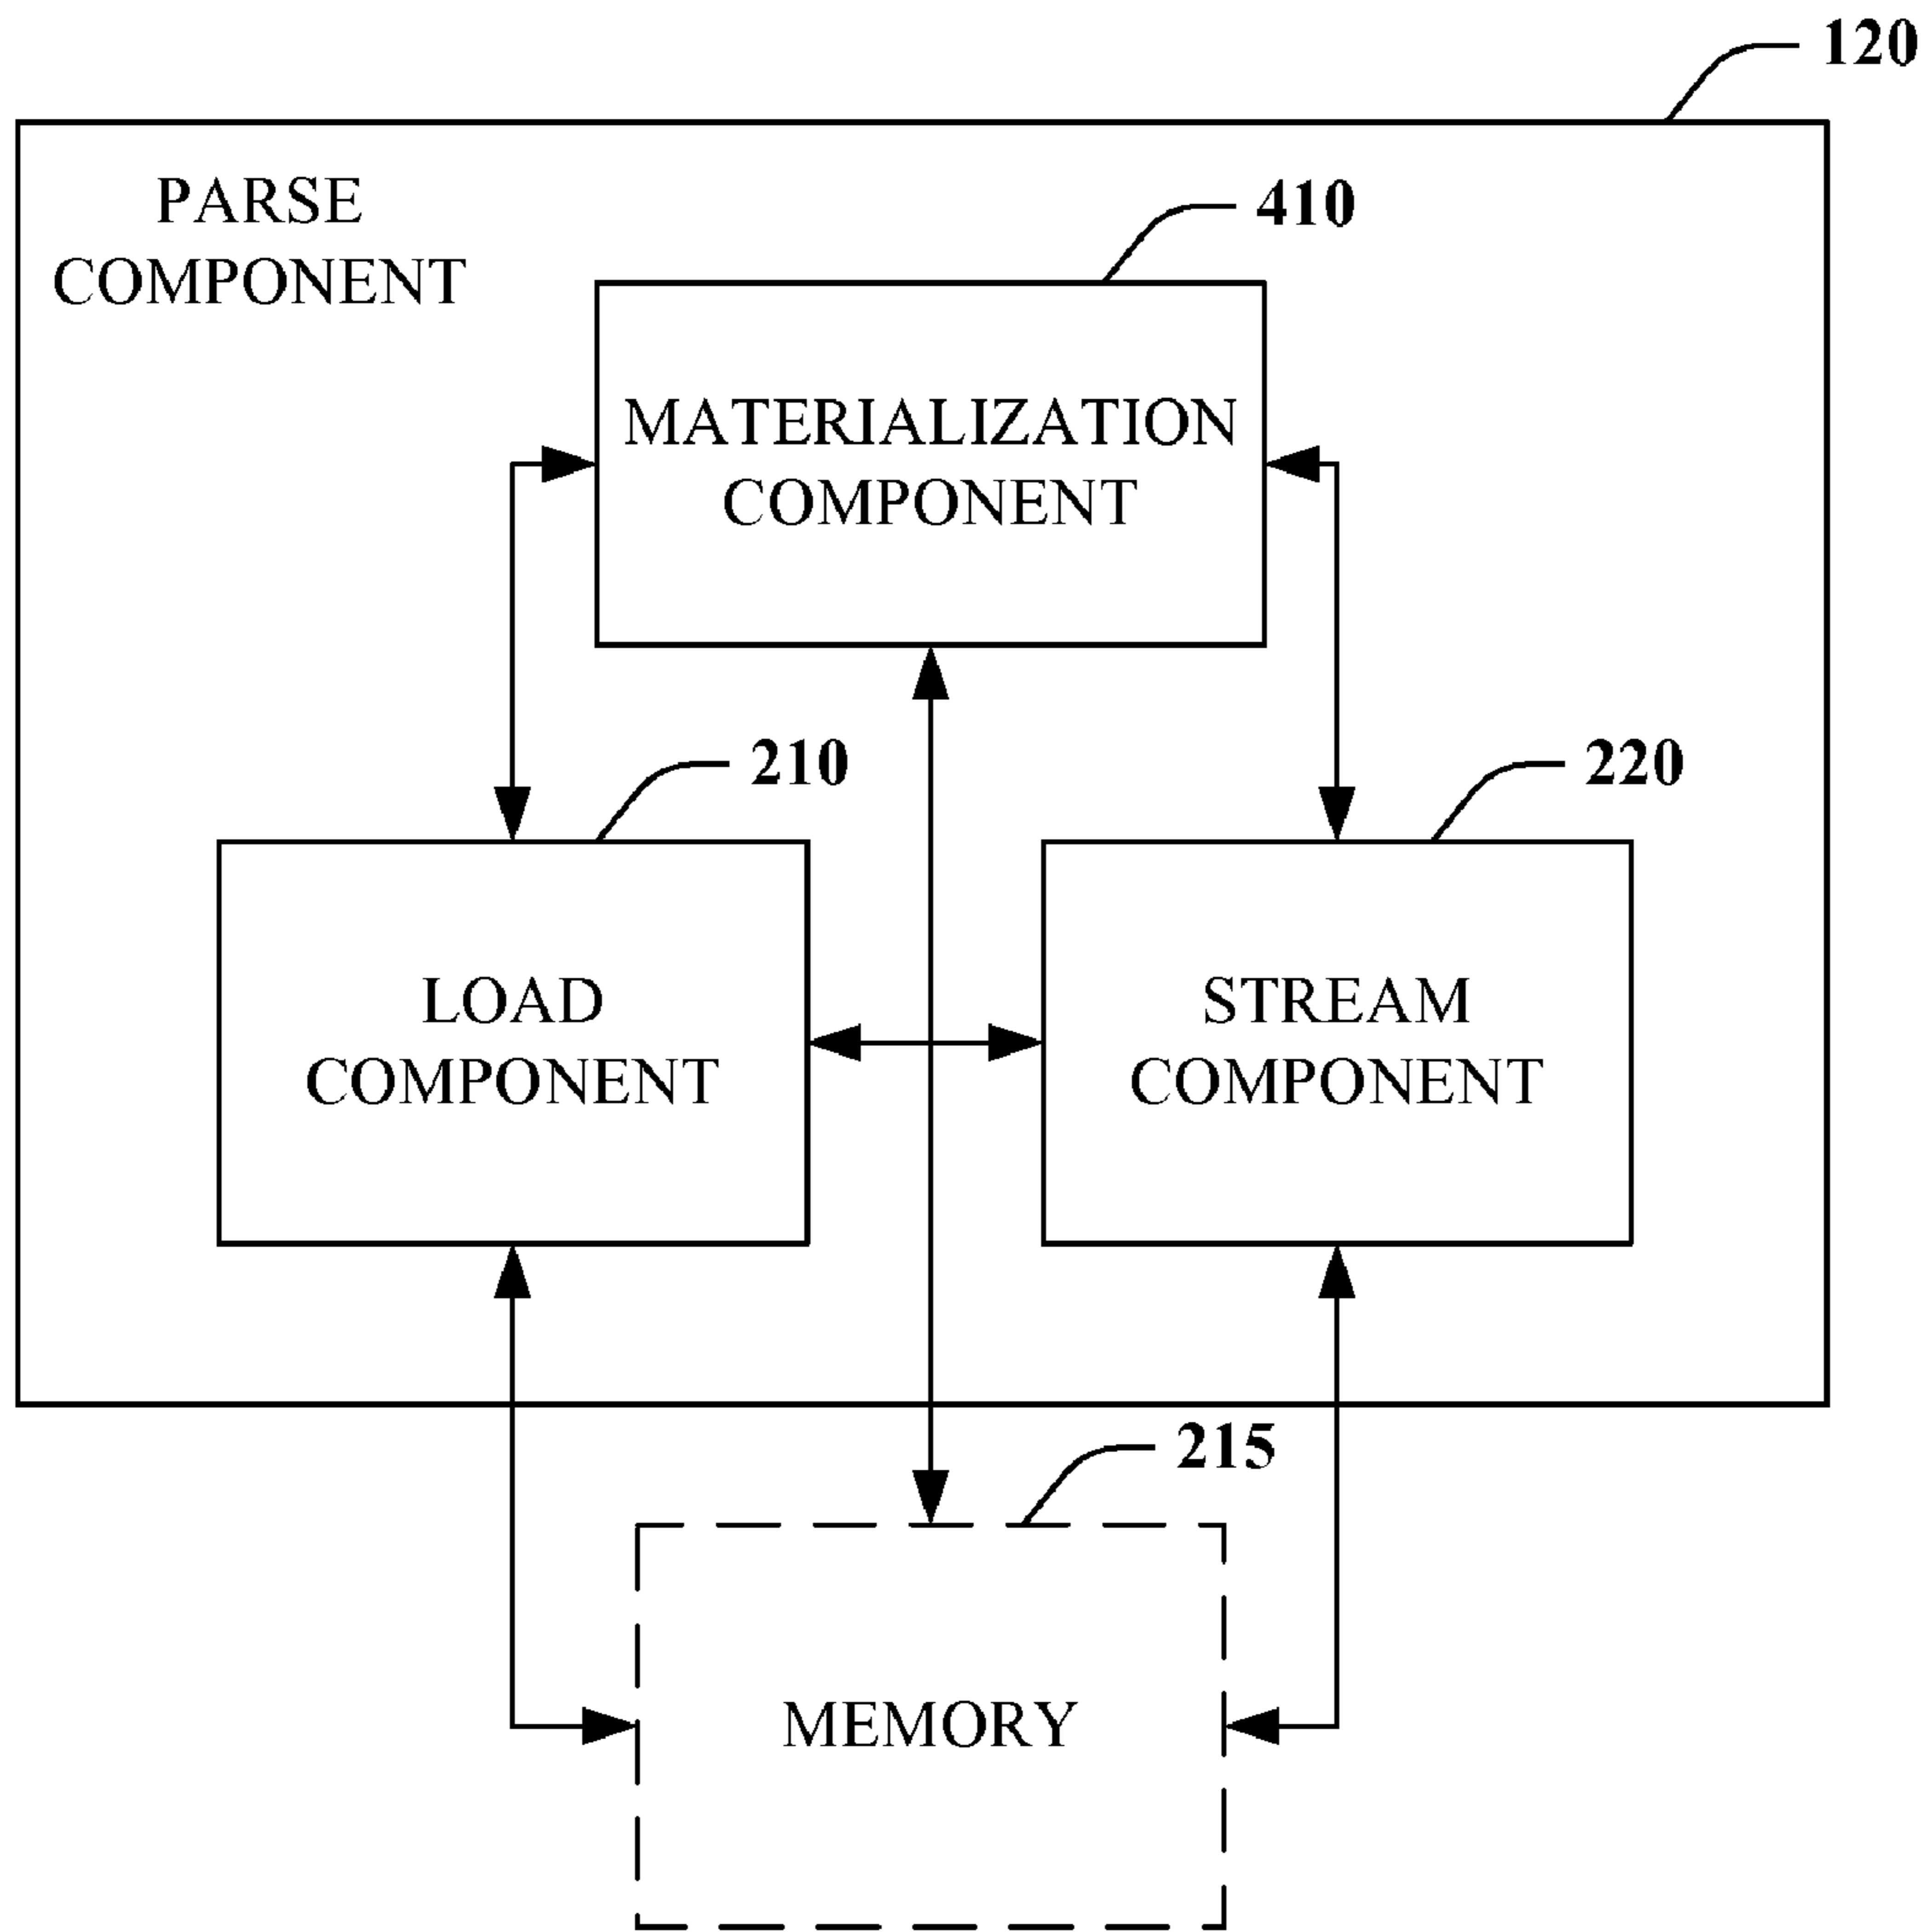 120
PARSE
COMPONENT
410
MATERIALIZATION
COMPONENT
210
220
LOAD
COMPONENT
STREAM
COMPONENT
215
MEMORY